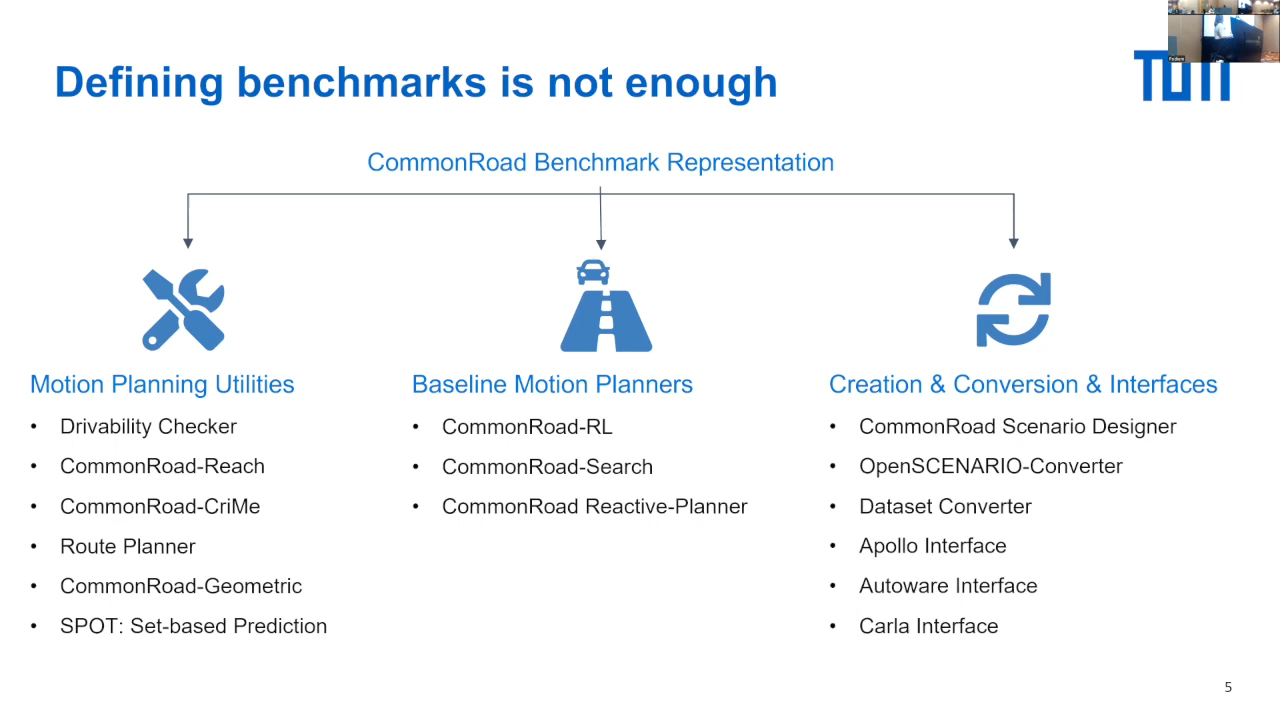 Defining benchmarks is not enough
TUM
CommonRoad Benchmark Representation
Motion Planning Utilities
• Drivability Checker
• CommonRoad-Reach
• CommonRoad-CriMe
• Route Planner
• CommonRoad-Geometric
• SPOT: Set-based Prediction
Baseline Motion Planners
• CommonRoad-RL
• CommonRoad-Search
• CommonRoad Reactive-Planner
Creation & Conversion & Interfaces
• CommonRoad Scenario Designer
• OpenSCENARIO-Converter
• Dataset Converter
• Apollo Interface
• Autoware Interface
• Carla Interface
5